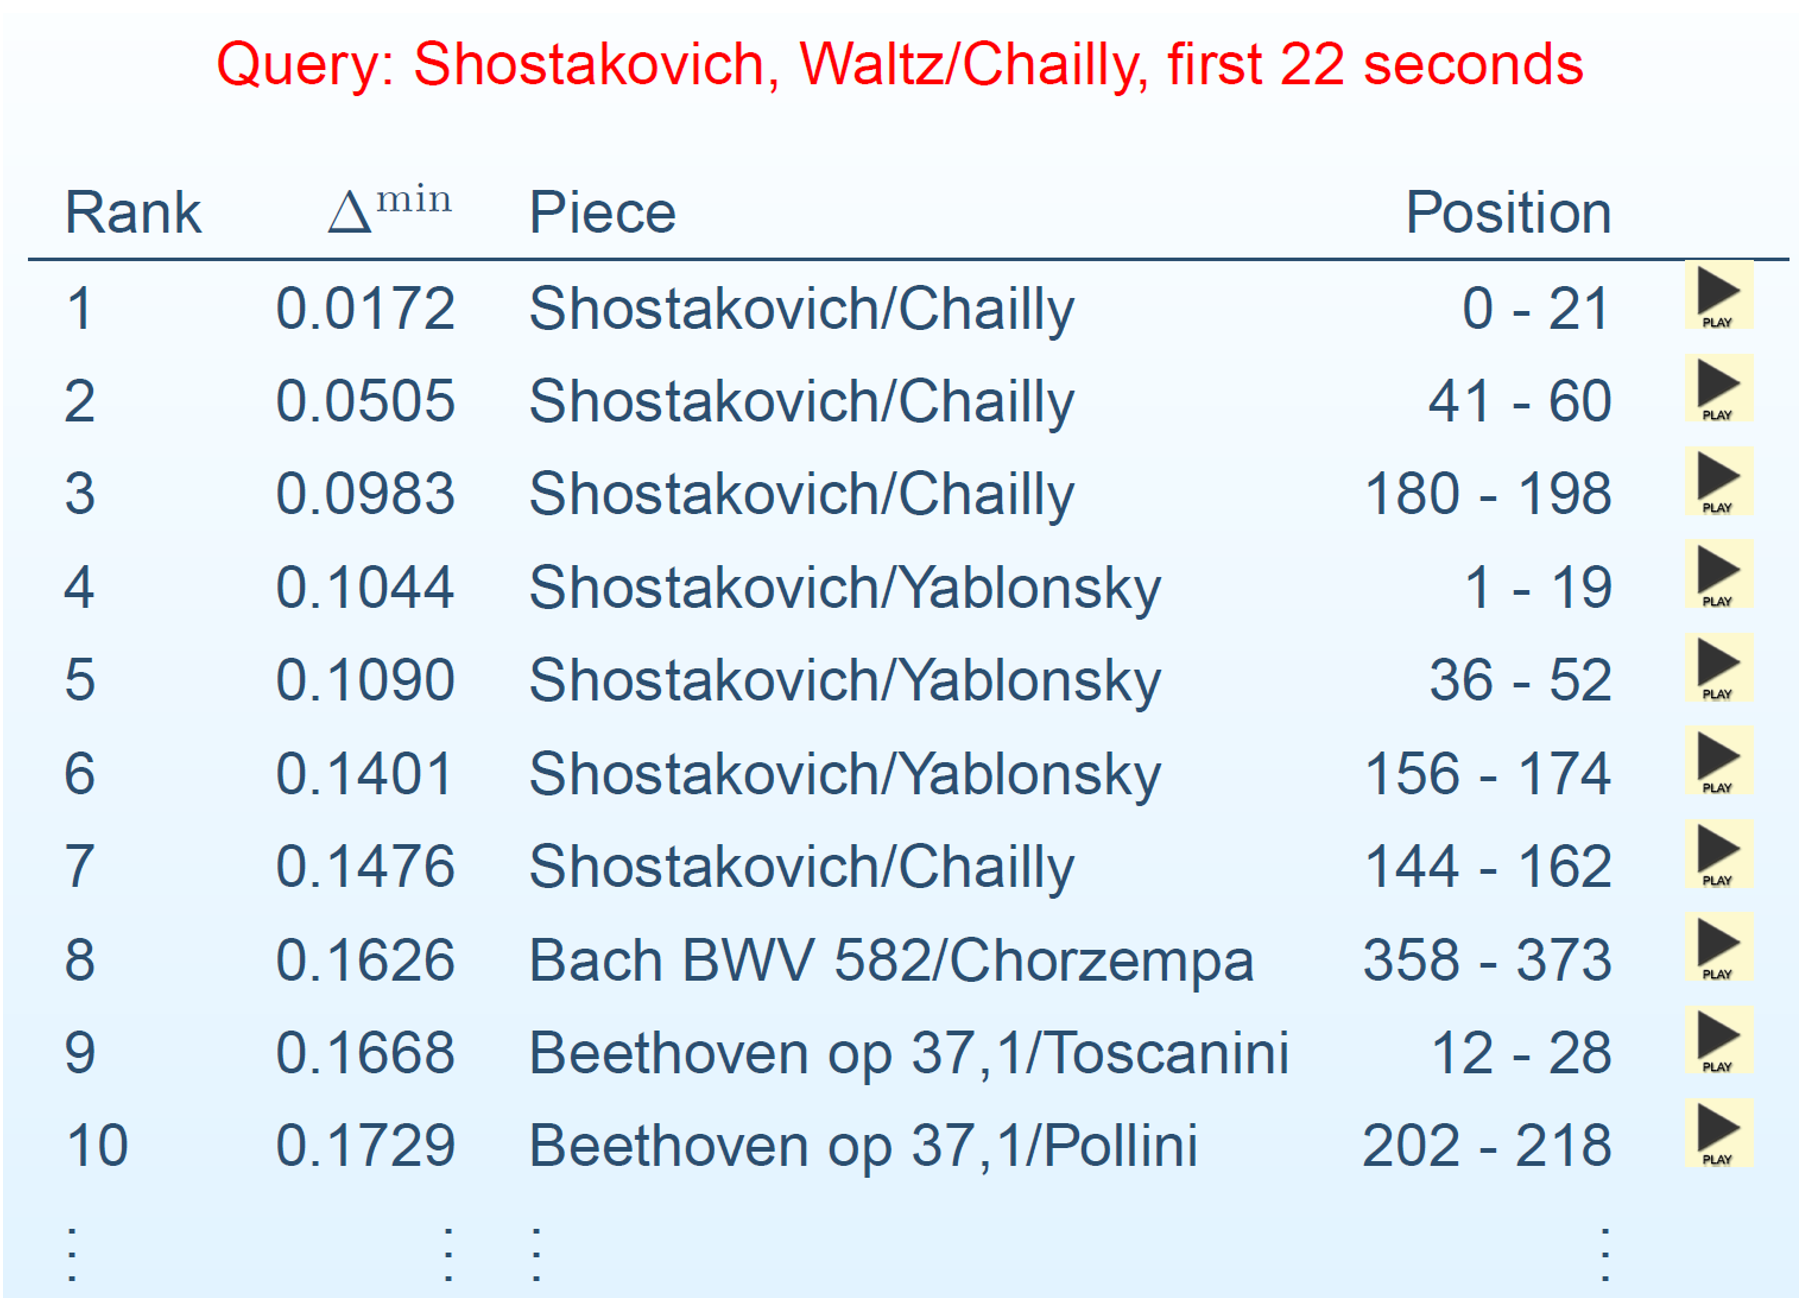 Query: Shostakovich, Waltz/Chailly, first 22 seconds
Rank Δ^min Piece Position
1 0.0172 Shostakovich/Chailly 0 - 21 PLAY
2 0.0505 Shostakovich/Chailly 41 - 60 PLAY
3 0.0983 Shostakovich/Chailly 180 - 198 PLAY
4 0.1044 Shostakovich/Yablonsky 1 - 19 PLAY
5 0.1090 Shostakovich/Yablonsky 36 - 52 PLAY
6 0.1401 Shostakovich/Yablonsky 156 - 174 PLAY
7 0.1476 Shostakovich/Chailly 144 - 162 PLAY
8 0.1626 Bach BWV 582/Chorzempa 358 - 373 PLAY
9 0.1668 Beethoven op 37,1/Toscanini 12 - 28 PLAY
10 0.1729 Beethoven op 37,1/Pollini 202 - 218 PLAY
⋮ ⋮ ⋮ ⋮